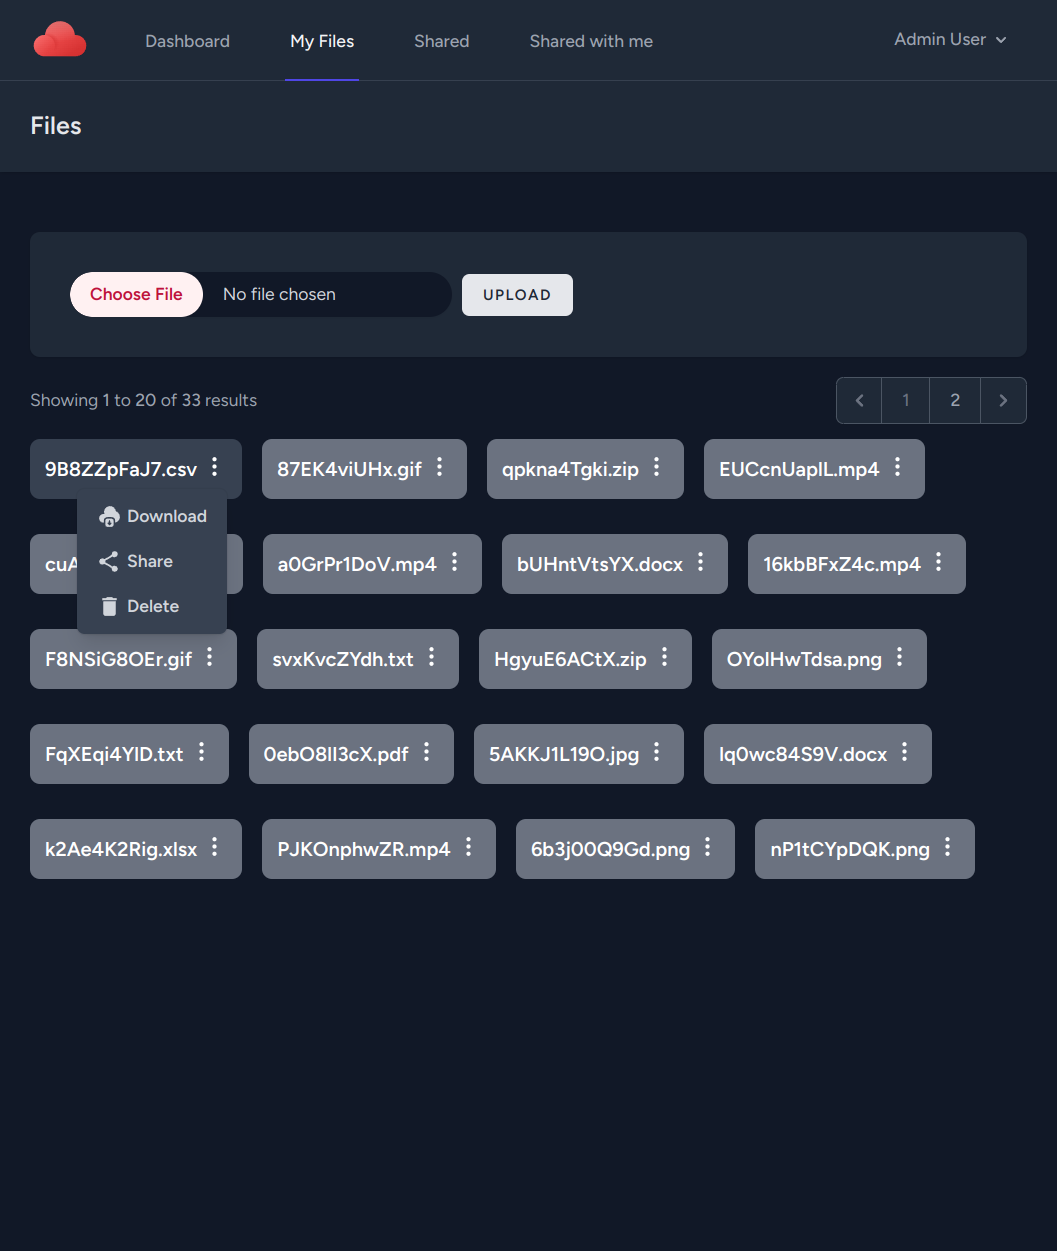 Dashboard My Files Shared Shared with me Admin User
Files
Choose File No file chosen UPLOAD
Showing 1 to 20 of 33 results 1 2
9B8ZZpFaJ7.csv 87EK4viUHx.gif qpkna4Tgki.zip EUCcnUaplL.mp4
Download
Share
Delete
cuA a0GrPr1DoV.mp4 bUHntVtsYX.docx 16kbBFxZ4c.mp4
F8NSiG8OEr.gif svxKvcZYdh.txt HgyuE6ACtX.zip OYolHwTdsa.png
FqXEqi4YlD.txt 0ebO8lI3cX.pdf 5AKKJ1L19O.jpg lq0wc84S9V.docx
k2Ae4K2Rig.xlsx PJKOnphwZR.mp4 6b3j00Q9Gd.png nP1tCYpDQK.png